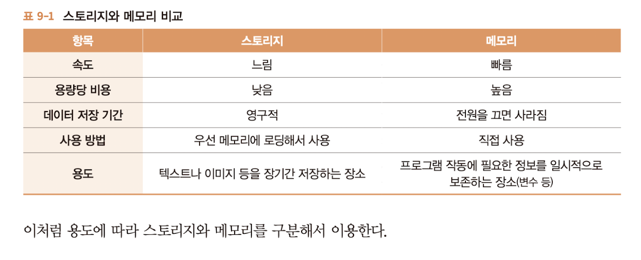 표 9-1 스토리지와 메모리 비교
항목 스토리지 메모리
속도 느림 빠름
용량당 비용 낮음 높음
데이터 저장 기간 영구적 전원을 끄면 사라짐
사용 방법 우선 메모리에 로딩해서 사용 직접 사용
용도 텍스트나 이미지 등을 장기간 저장하는 장소 프로그램 작동에 필요한 정보를 일시적으로
보존하는 장소(변수 등)
이처럼 용도에 따라 스토리지와 메모리를 구분해서 이용한다.